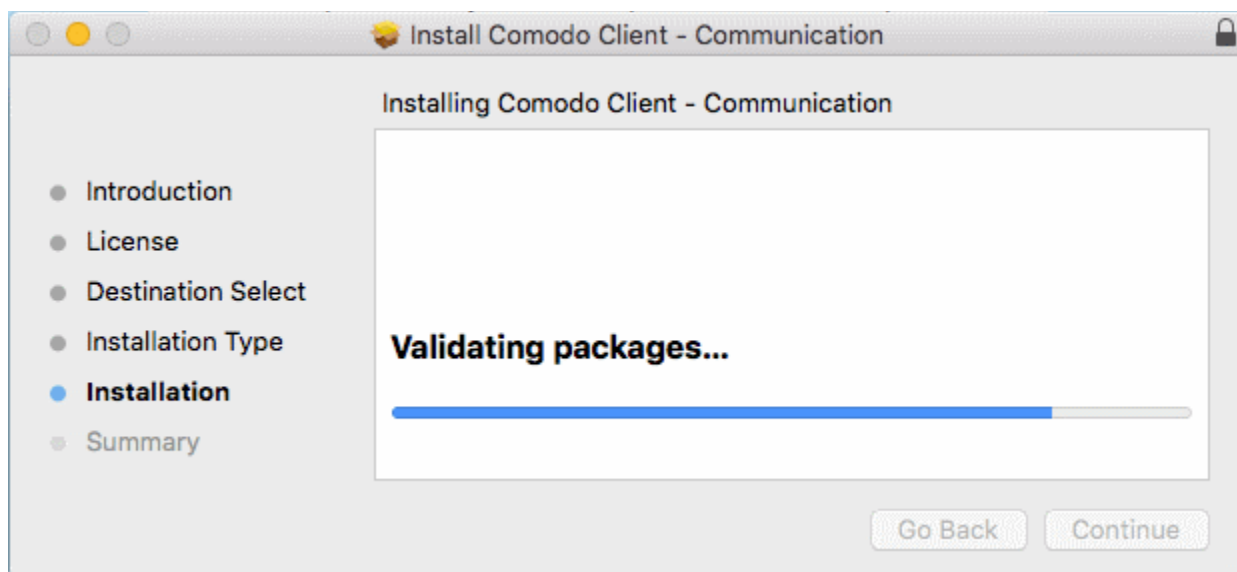 Install Comodo Client - Communication
Installing Comodo Client - Communication
Introduction
License
Destination Select
Installation Type
Installation
Summary
Validating packages...
Go Back
Continue